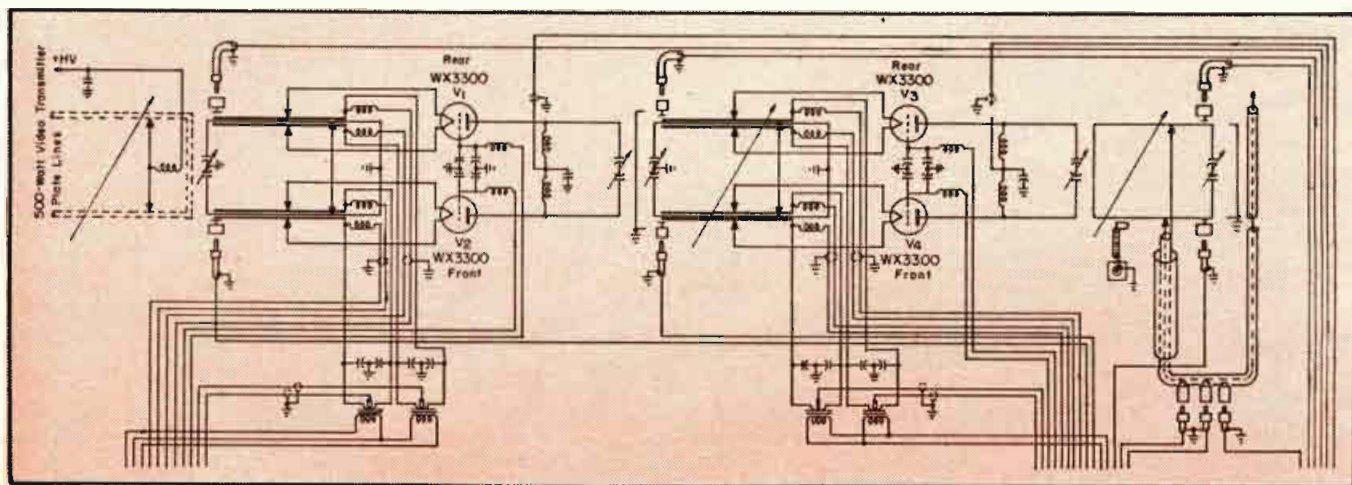 500-Watt Video Transmitter
Plate Lines
+HV
Rear
WX3300
V1
V2
WX3300
Front
Rear
WX3300
V3
V4
WX3300
Front